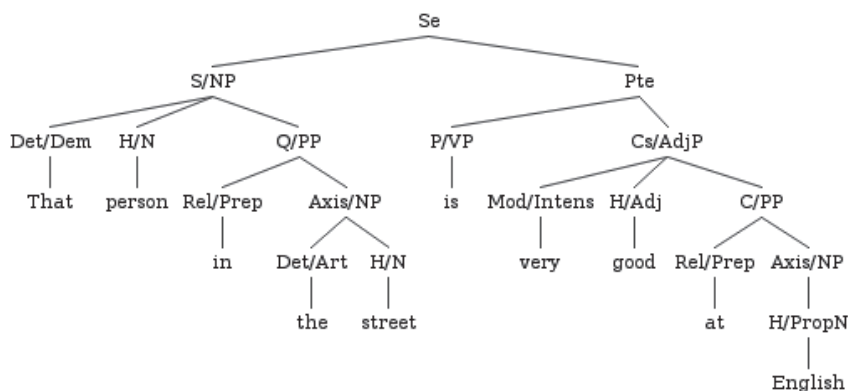 Se
S/NP Pte
Det/Dem H/N Q/PP P/VP Cs/AdjP
That person Rel/Prep Axis/NP is Mod/Intens H/Adj C/PP
in Det/Art H/N very good Rel/Prep Axis/NP
the street at H/PropN
English